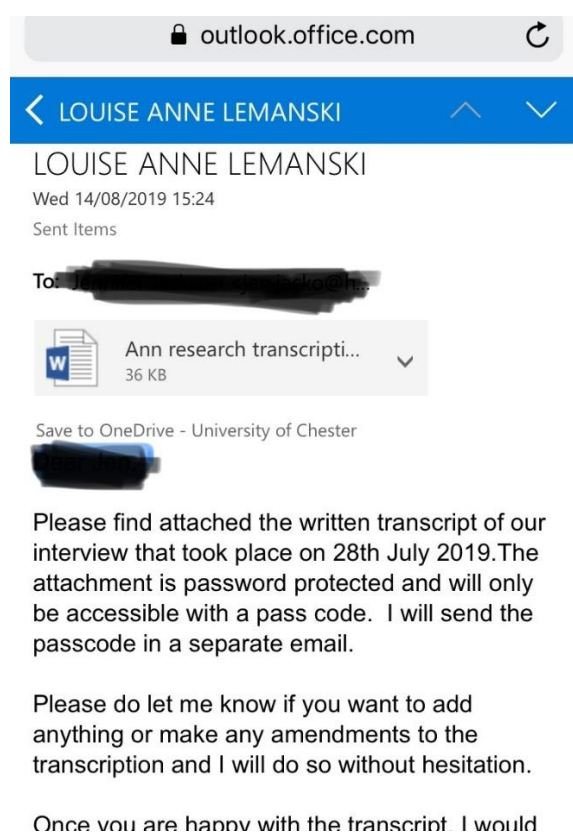 outlook.office.com
LOUISE ANNE LEMANSKI
LOUISE ANNE LEMANSKI
Wed 14/08/2019 15:24
Sent Items
To:
Ann research transcripti...
W
36 KB
Save to OneDrive - University of Chester
Please find attached the written transcript of our
interview that took place on 28th July 2019.The
attachment is password protected and will only
be accessible with a pass code.  I will send the
passcode in a separate email.
Please do let me know if you want to add
anything or make any amendments to the
transcription and I will do so without hesitation.
Once you are happy with the transcript, I would